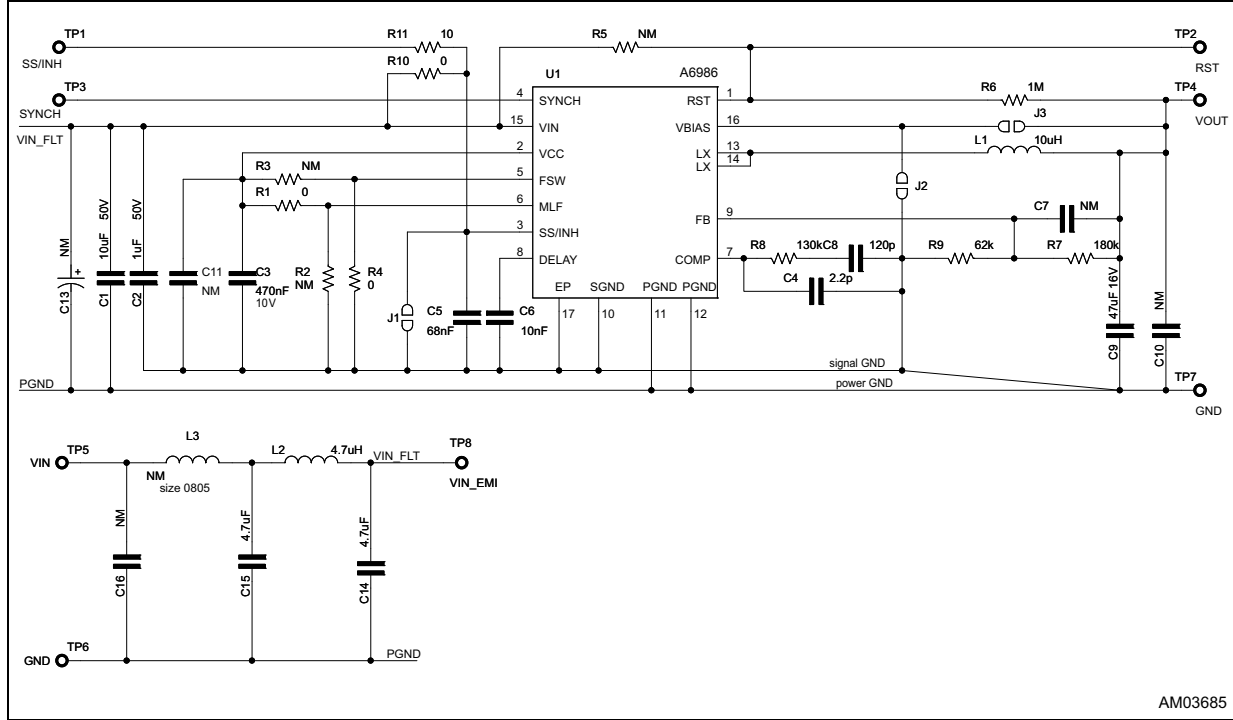 TP1
SS/INH
R11 10
R10 0
R5 NM
TP2
RST
U1 A6986
TP3
SYNCH
4 SYNCH
RST 1
R6 1M
TP4
VOUT
VIN_FLT
15 VIN
VBIAS 16
J3
2 VCC
LX 13
LX 14
L1 10uH
R3 NM
5 FSW
J2
R1 0
6 MLF
FB 9
C7 NM
3 SS/INH
8 DELAY
COMP 7
R8 130k
C8 120p
R9 62k
R7 180k
C4 2.2p
EP SGND PGND PGND
17 10 11 12
NM
C13
+
10uF 50V
C1
1uF 50V
C2
C11
NM
C3
470nF
10V
R2
NM
R4
0
J1
C5
68nF
C6
10nF
47uF 16V
C9
NM
C10
signal GND
PGND
power GND
TP7
GND
VIN TP5
L3
NM
size 0805
L2 4.7uH
VIN_FLT
TP8
VIN_EMI
NM
C16
4.7uF
C15
4.7uF
C14
GND TP6
PGND
AM03685